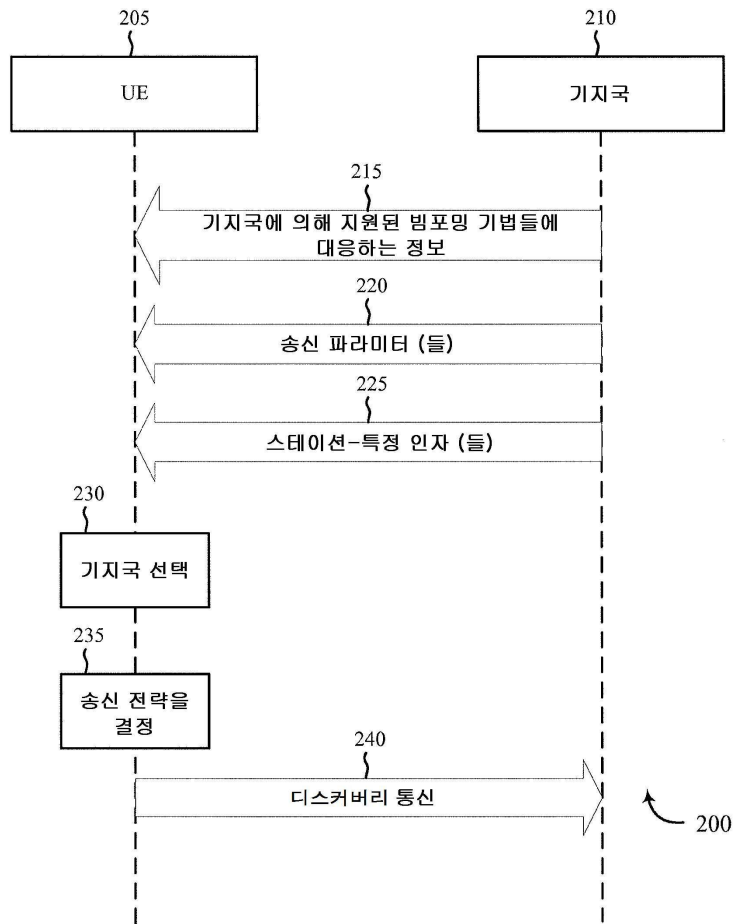 205
210
UE
기지국
215
기지국에 의해 지원된 빔포밍 기법들에
대응하는 정보
220
송신 파라미터 (들)
225
스테이션-특정 인자 (들)
230
기지국 선택
235
송신 전략을
결정
240
디스커버리 통신
200